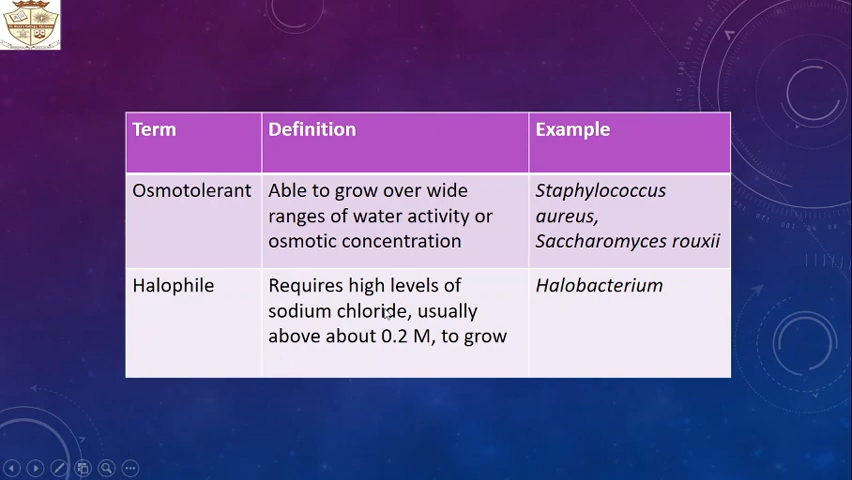 Term
Definition
Example
Osmotolerant
Able to grow over wide
ranges of water activity or
osmotic concentration
Staphylococcus
aureus,
Saccharomyces rouxii
Halophile
Requires high levels of
sodium chloride, usually
above about 0.2 M, to grow
Halobacterium